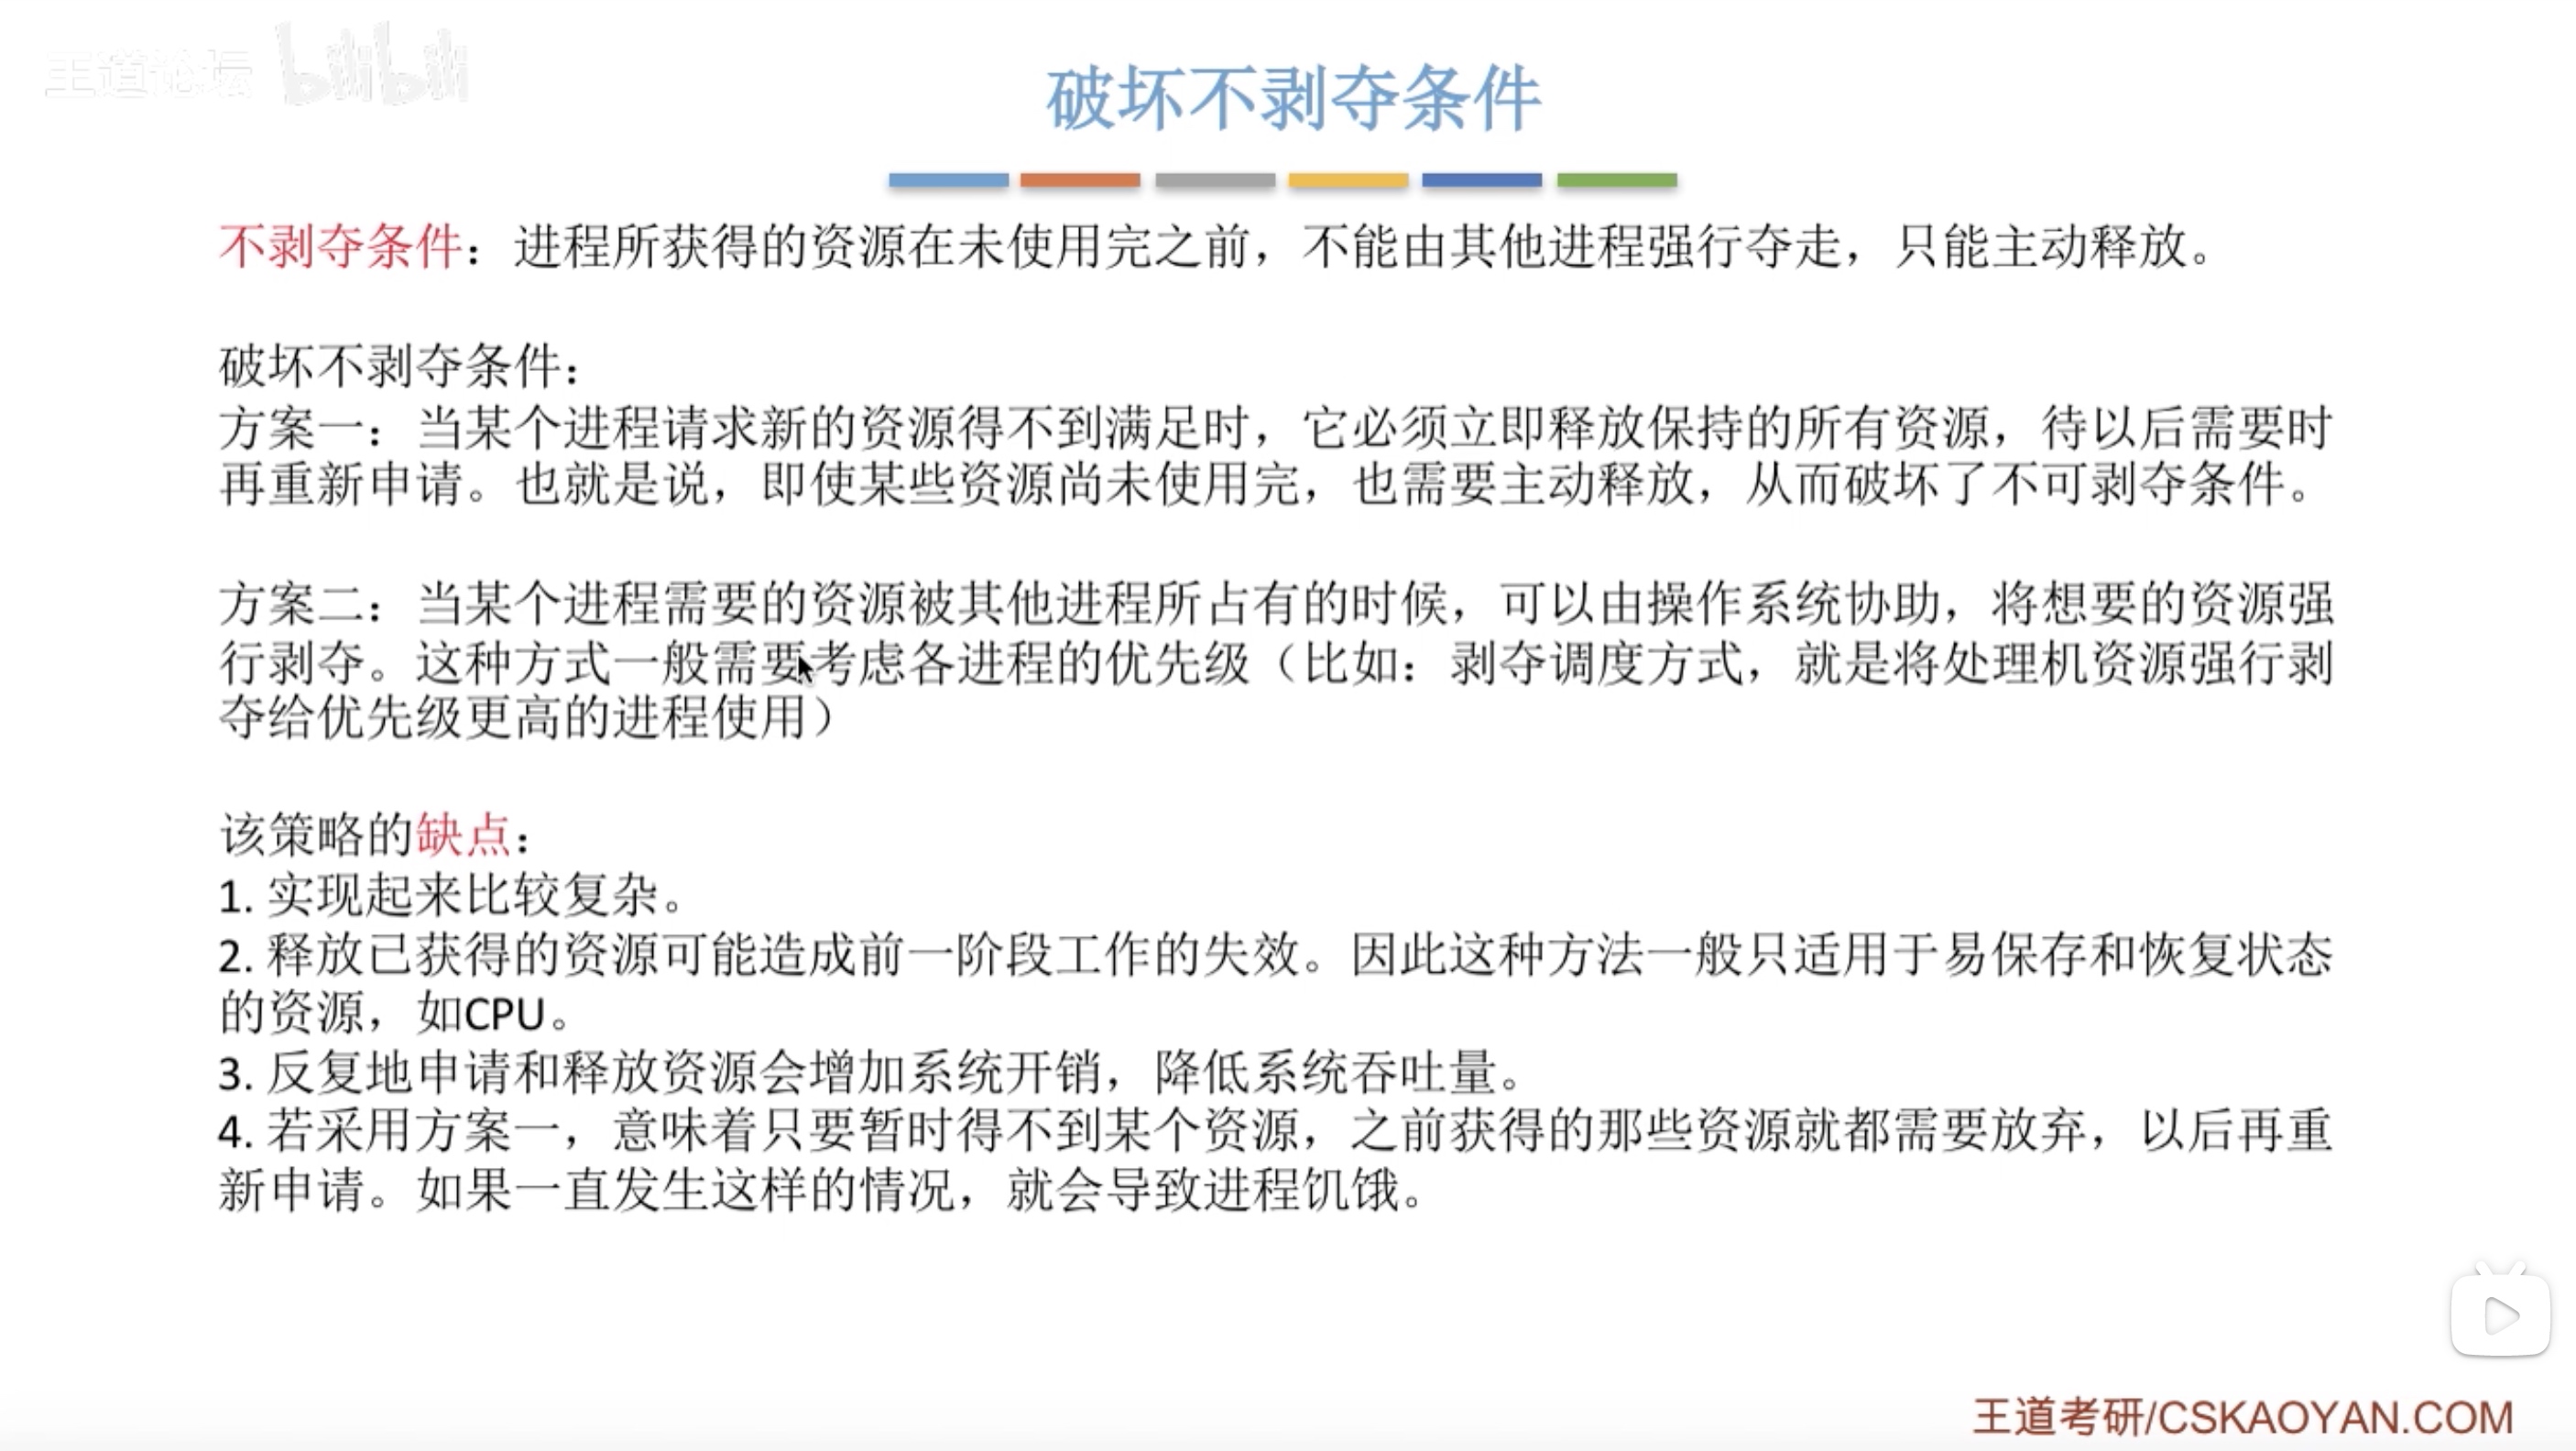 王道论坛 bilibili
破坏不剥夺条件
不剥夺条件：进程所获得的资源在未使用完之前，不能由其他进程强行夺走，只能主动释放。
破坏不剥夺条件：
方案一：当某个进程请求新的资源得不到满足时，它必须立即释放保持的所有资源，待以后需要时
再重新申请。也就是说，即使某些资源尚未使用完，也需要主动释放，从而破坏了不可剥夺条件。
方案二：当某个进程需要的资源被其他进程所占有的时候，可以由操作系统协助，将想要的资源强
行剥夺。这种方式一般需要考虑各进程的优先级（比如：剥夺调度方式，就是将处理机资源强行剥
夺给优先级更高的进程使用）
该策略的缺点：
1. 实现起来比较复杂。
2. 释放已获得的资源可能造成前一阶段工作的失效。因此这种方法一般只适用于易保存和恢复状态
的资源，如CPU。
3. 反复地申请和释放资源会增加系统开销，降低系统吞吐量。
4. 若采用方案一，意味着只要暂时得不到某个资源，之前获得的那些资源就都需要放弃，以后再重
新申请。如果一直发生这样的情况，就会导致进程饥饿。
王道考研/CSKAOYAN.COM